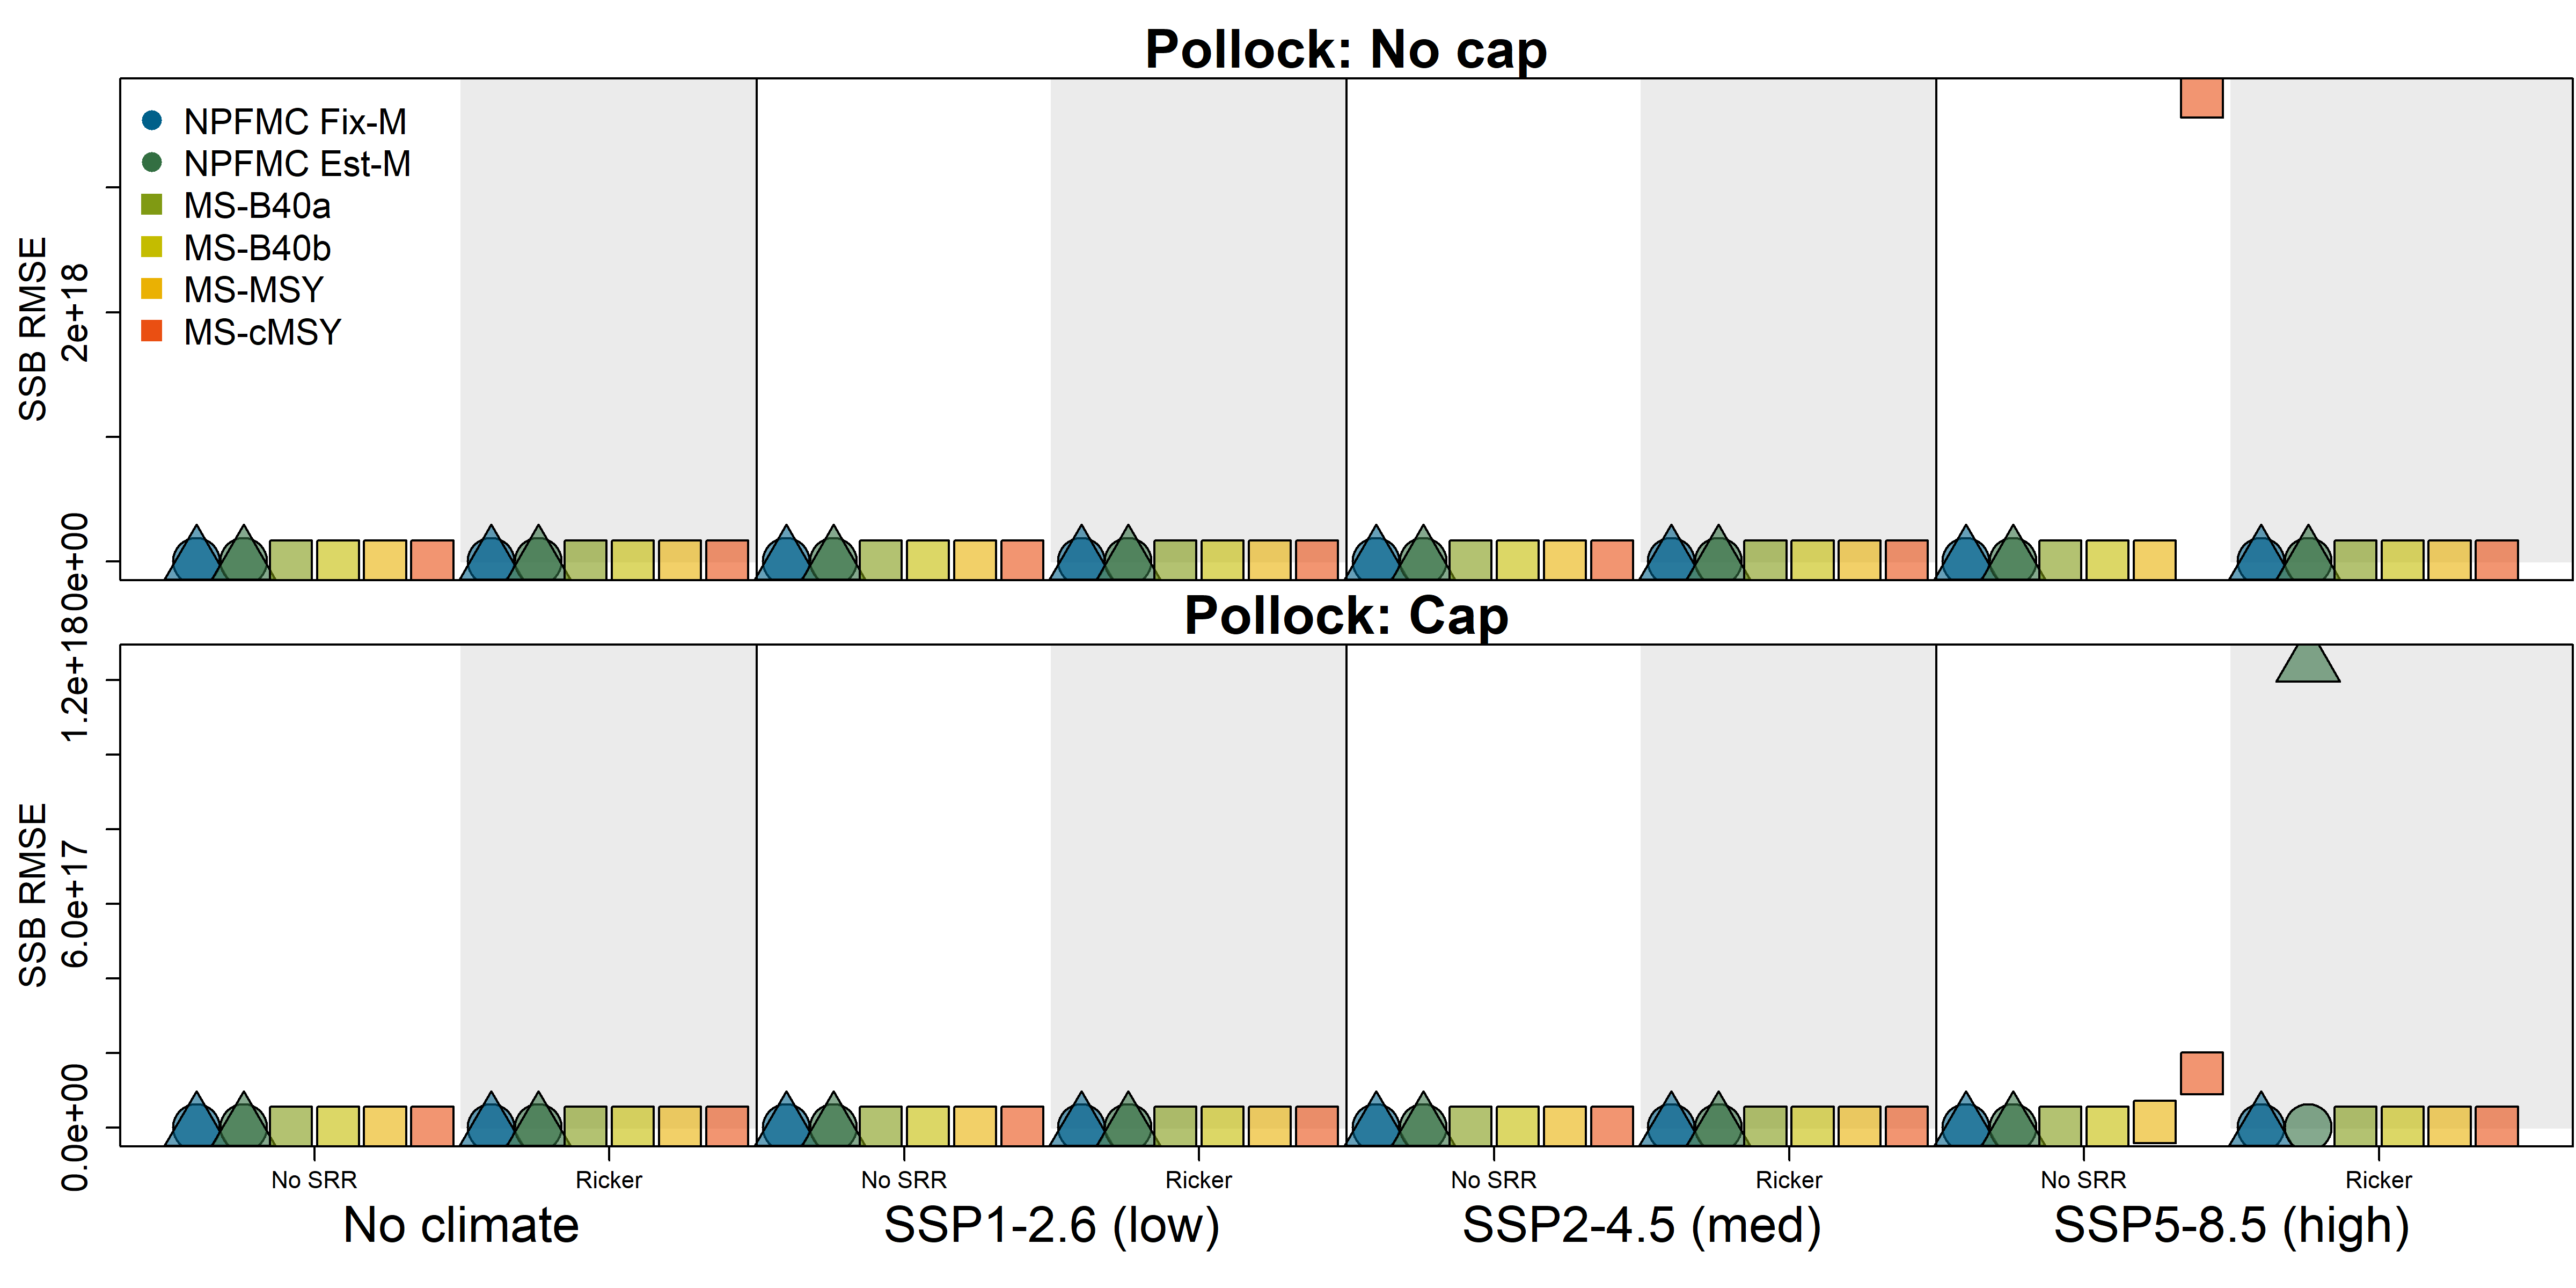 Pollock: No cap
NPFMC Fix-M
NPFMC Est-M
MS-B40a
MS-B40b
MS-MSY
MS-cMSY
SSB RMSE
2e+18
0e+00
Pollock: Cap
SSB RMSE
1.2e+18
6.0e+17
0.0e+00
No SRR Ricker No SRR Ricker No SRR Ricker No SRR Ricker
No climate SSP1-2.6 (low) SSP2-4.5 (med) SSP5-8.5 (high)